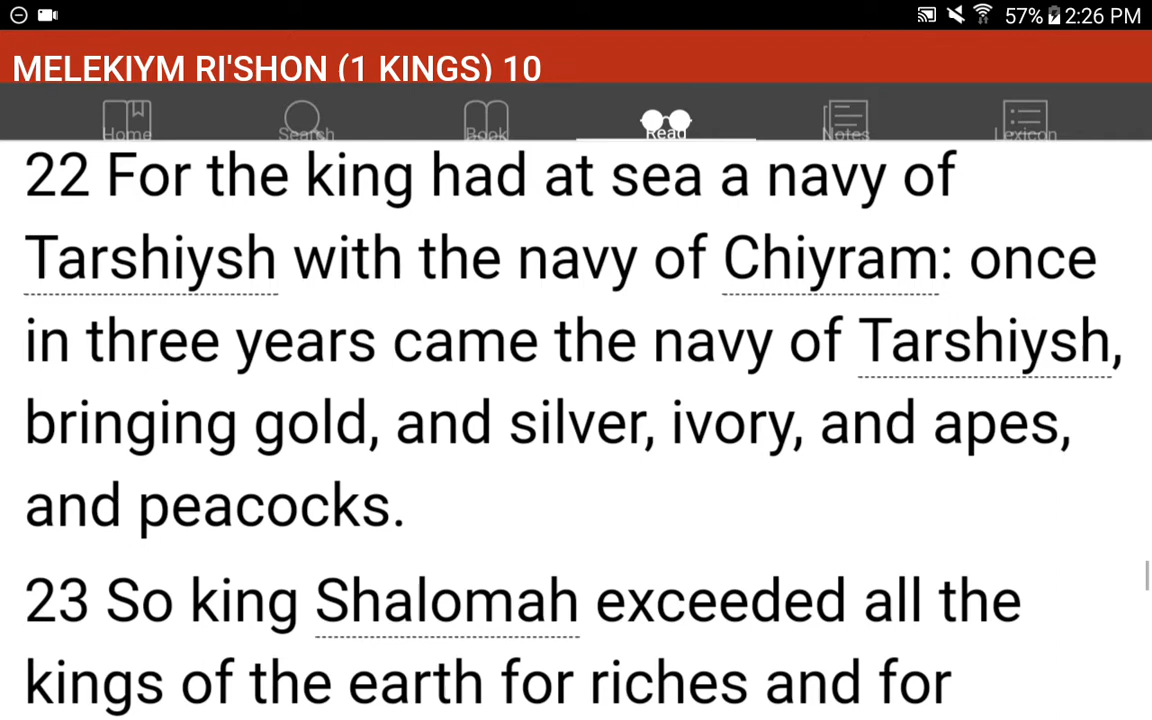 57% 2:26 PM
MELEKIYM RI'SHON (1 KINGS) 10
Home Search Book Read Notes Lexicon
22 For the king had at sea a navy of
Tarshiysh with the navy of Chiyram: once
in three years came the navy of Tarshiysh,
bringing gold, and silver, ivory, and apes,
and peacocks.
23 So king Shalomah exceeded all the
kings of the earth for riches and for